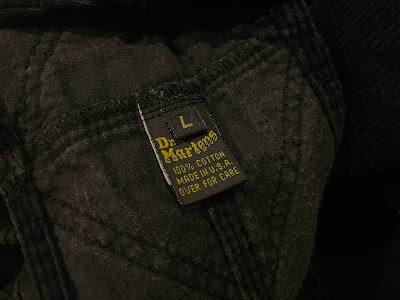 L
Dr.
Martens
100% COTTON
MADE IN U.S.A.
OVER FOR CARE